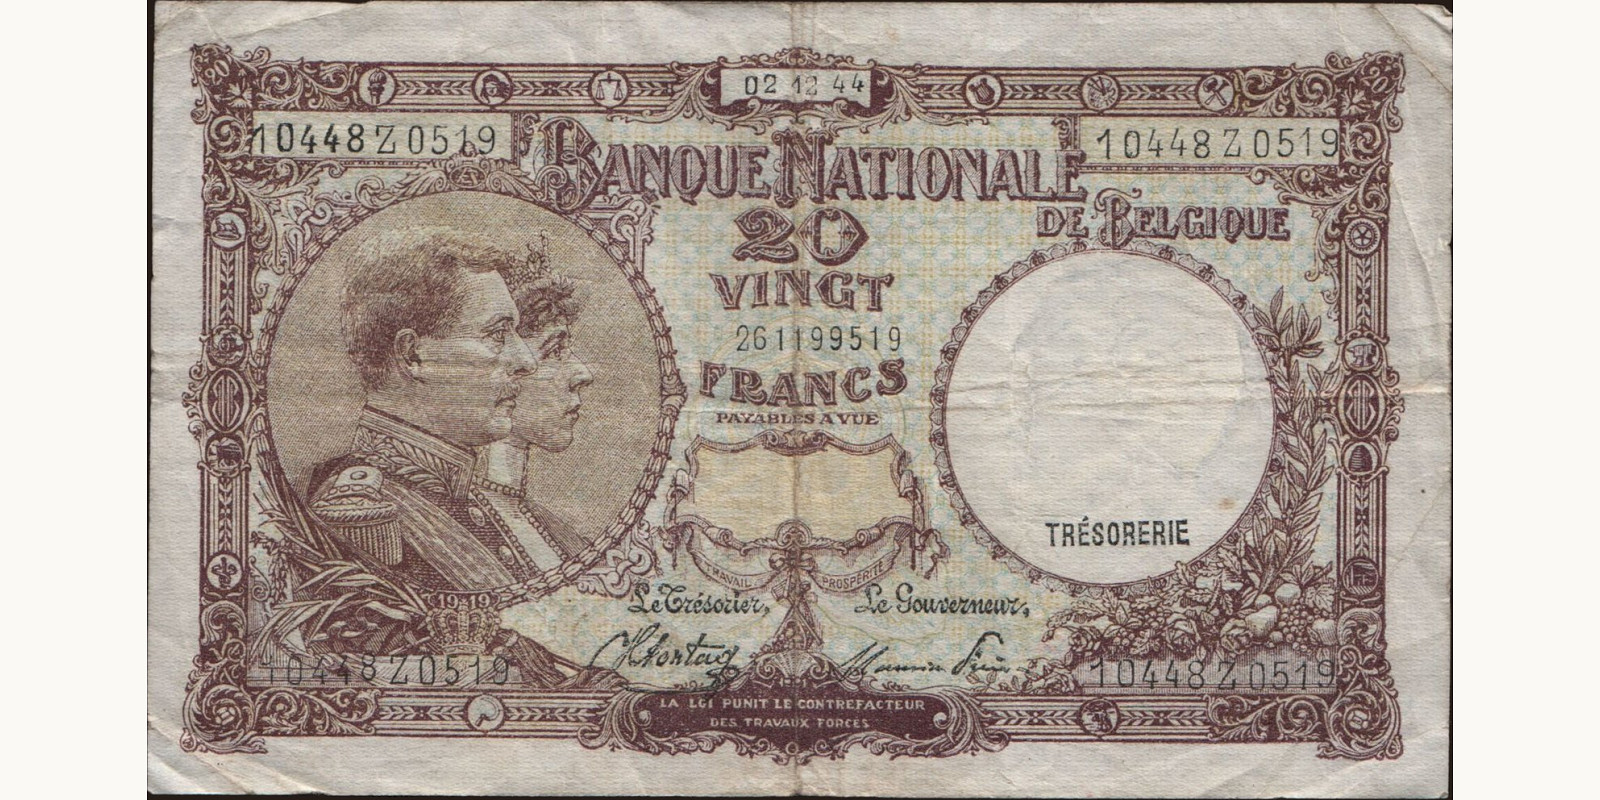 02 12 44
10448Z0519
10448Z0519
BANQUE NATIONALE
DE BELGIQUE
20
VINGT
261199519
FRANCS
PAYABLES A VUE
TRÉSORERIE
TRAVAIL
PROSPÉRITÉ
Le Trésorier,
Le Gouverneur,
1919
10448Z0519
10448Z0519
LA LOI PUNIT LE CONTREFACTEUR
DES TRAVAUX FORCÉS